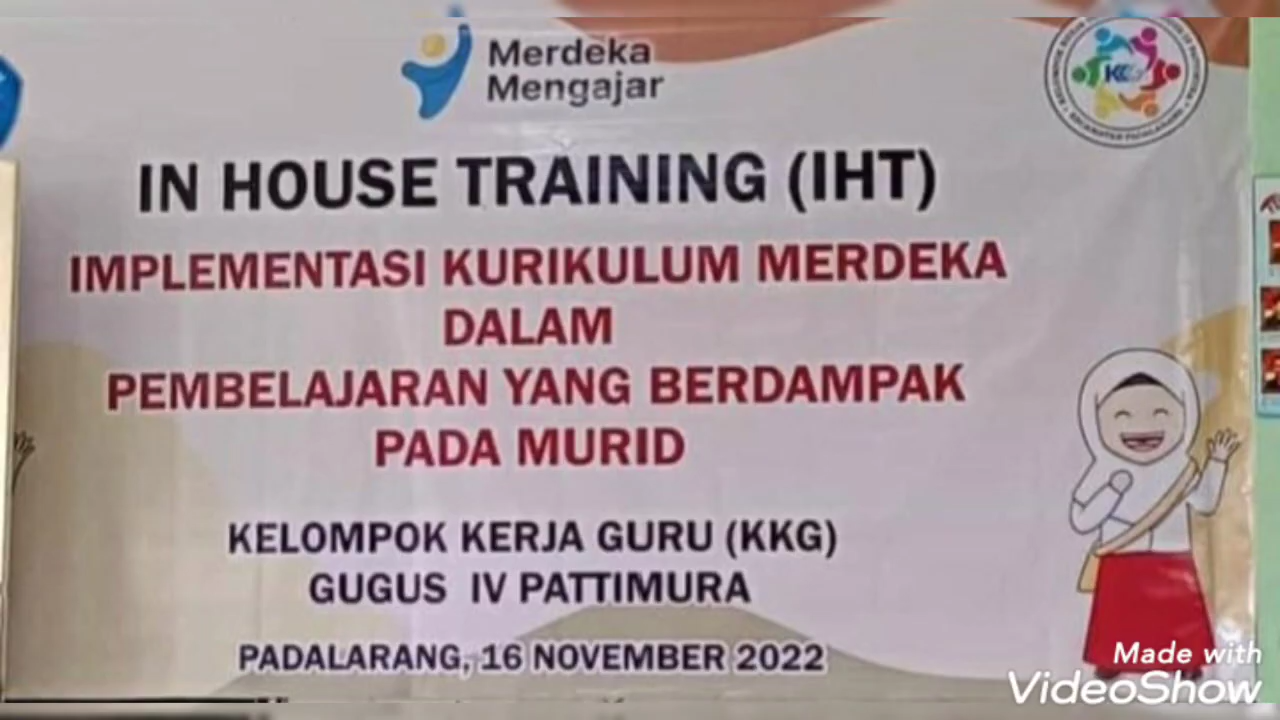 Merdeka
Mengajar
IN HOUSE TRAINING (IHT)
IMPLEMENTASI KURIKULUM MERDEKA
DALAM
PEMBELAJARAN YANG BERDAMPAK
PADA MURID
KELOMPOK KERJA GURU (KKG)
GUGUS IV PATTIMURA
PADALARANG, 16 NOVEMBER 2022
Made with
VideoShow